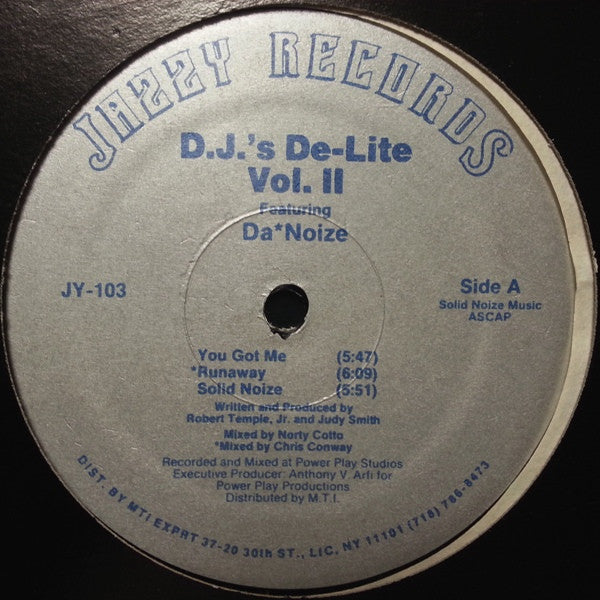 JAZZY RECORDS
D.J.'s De-Lite
Vol. II
Featuring
Da*Noize
JY-103
Side A
Solid Noize Music
ASCAP
You Got Me (5:47)
*Runaway (6:09)
Solid Noize (5:51)
Written and Produced by
Robert Temple, Jr. and Judy Smith
Mixed by Norty Cotto
*Mixed by Chris Conway
Recorded and Mixed at Power Play Studios
Executive Producer: Anthony V. Arfi for
Power Play Productions
Distributed by M.T.I.
DIST. BY MTI EXPRT 37-20 30th ST., LIC, NY 11101 (718) 786-8473